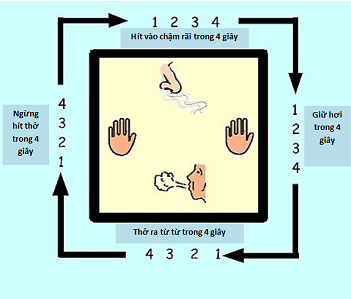 1 2 3 4
Hít vào chậm rãi trong 4 giây
1
2
3
4
Giữ hơi
trong 4
giây
Thở ra từ từ trong 4 giây
4 3 2 1
4
3
2
1
Ngừng
hít thở
trong 4
giây